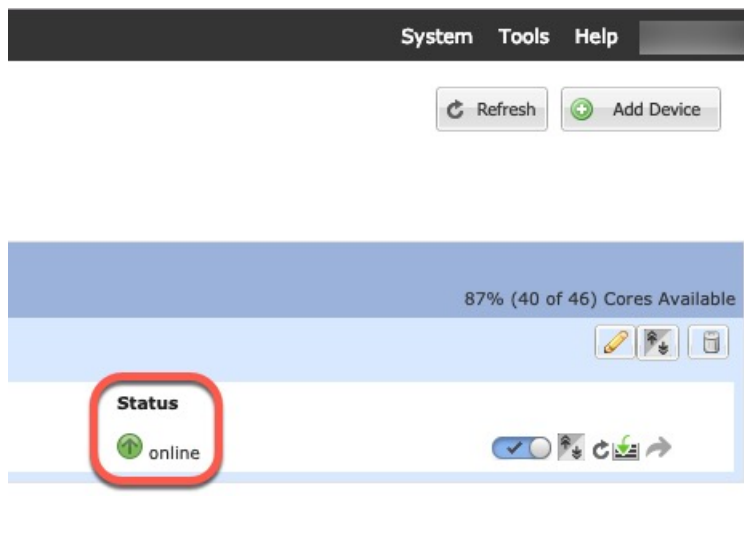 System Tools Help
Refresh Add Device
87% (40 of 46) Cores Available
Status
online